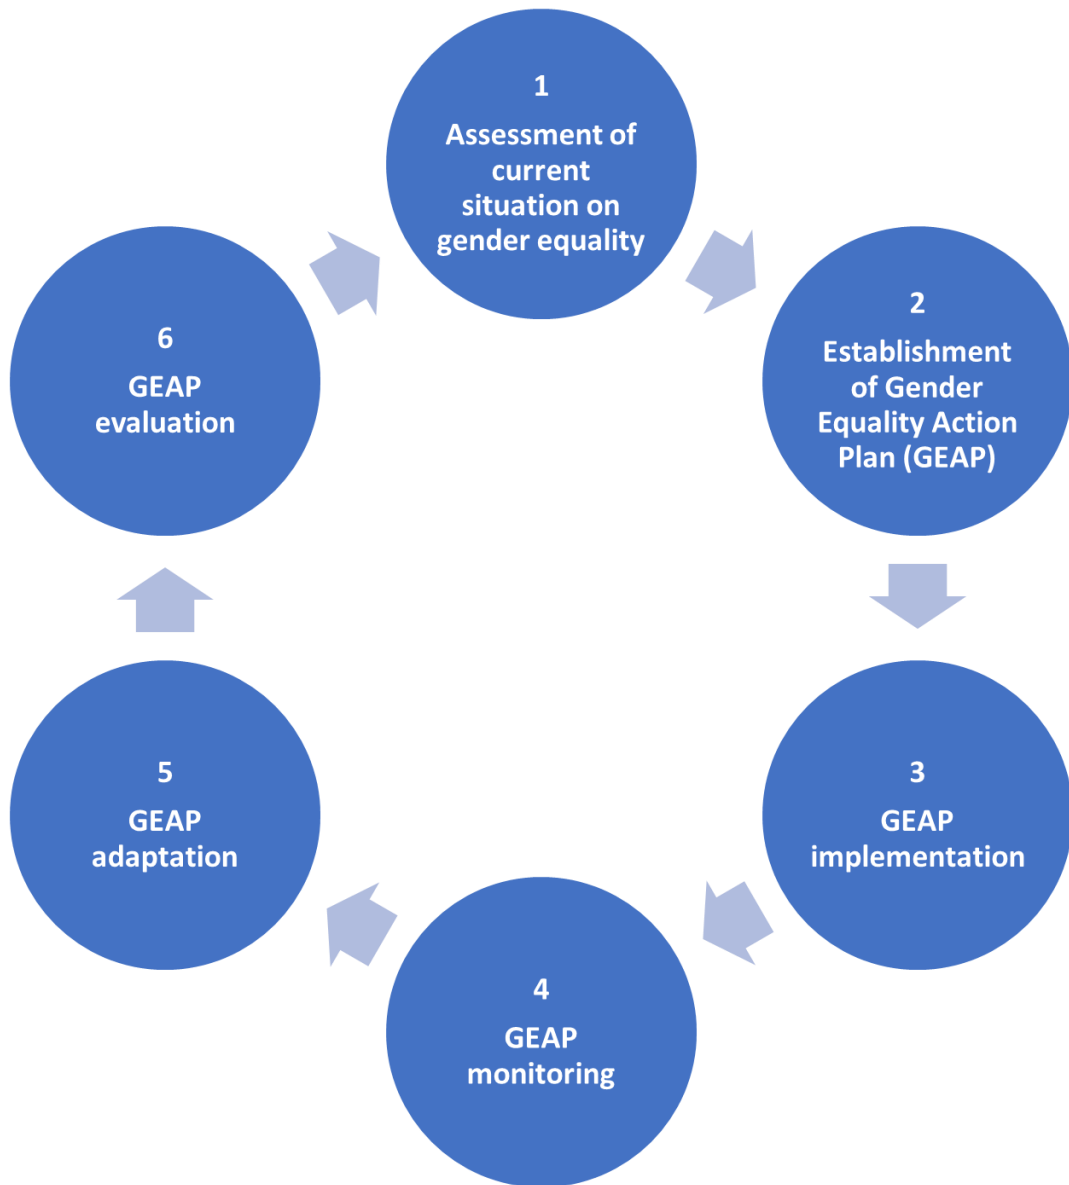 1
Assessment of
current
situation on
gender equality
2
Establishment
of Gender
Equality Action
Plan (GEAP)
3
GEAP
implementation
4
GEAP
monitoring
5
GEAP
adaptation
6
GEAP
evaluation